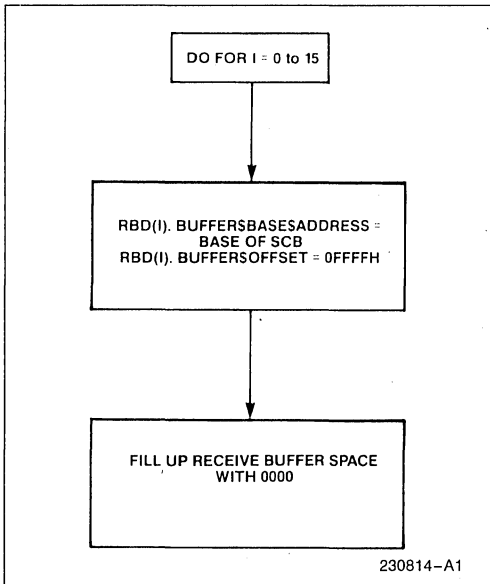 DO FOR I = 0 to 15
RBD(I). BUFFER$BASE$ADDRESS =
BASE OF SCB
RBD(I). BUFFER$OFFSET = 0FFFFH
FILL UP RECEIVE BUFFER SPACE
WITH 0000
230814–A1